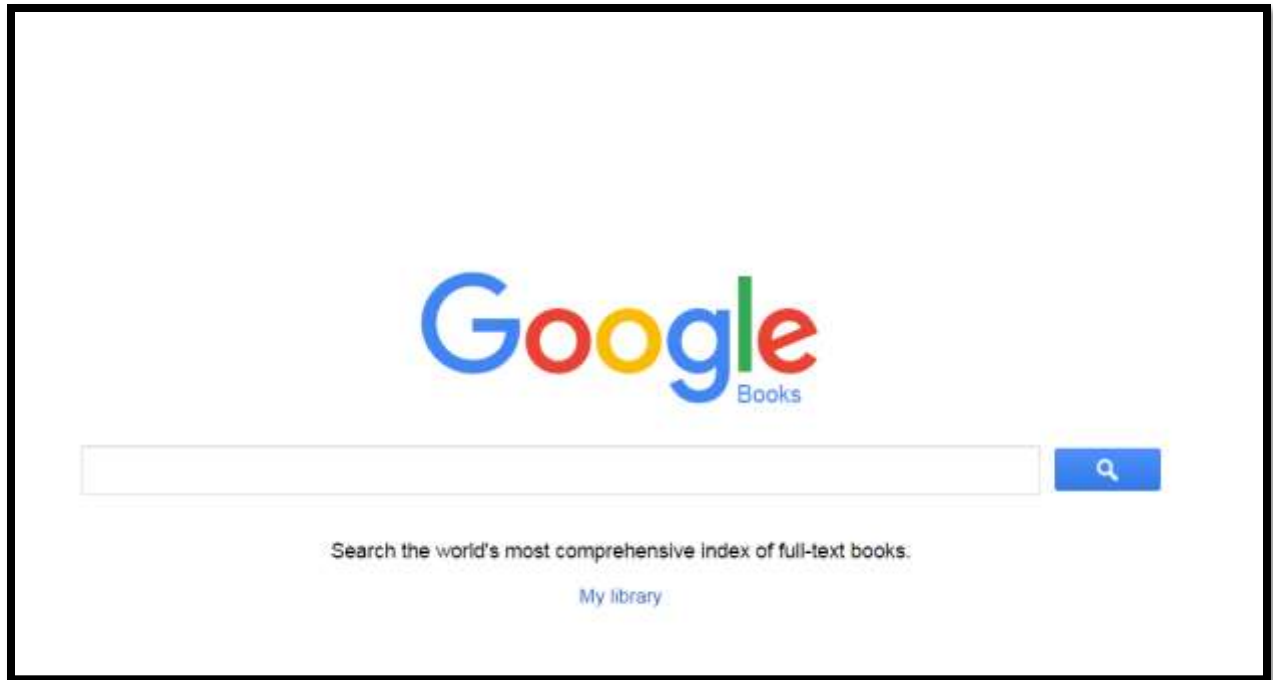 Google
Books
Search the world's most comprehensive index of full-text books.
My library